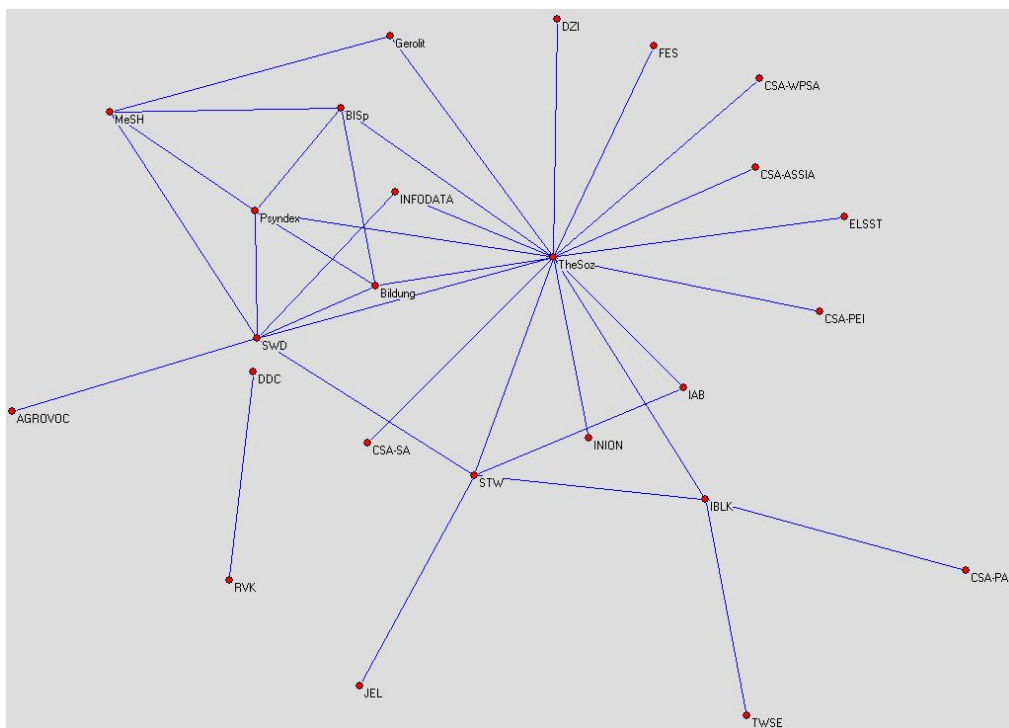 DZI
Gerolit
FES
CSA-WPSA
MeSH
BISp
CSA-ASSIA
INFODATA
Psyndex
ELSST
TheSoz
Bildung
CSA-PEI
SWD
DDC
IAB
AGROVOC
CSA-SA
INION
STW
IBLK
CSA-PA
RVK
JEL
TWSE